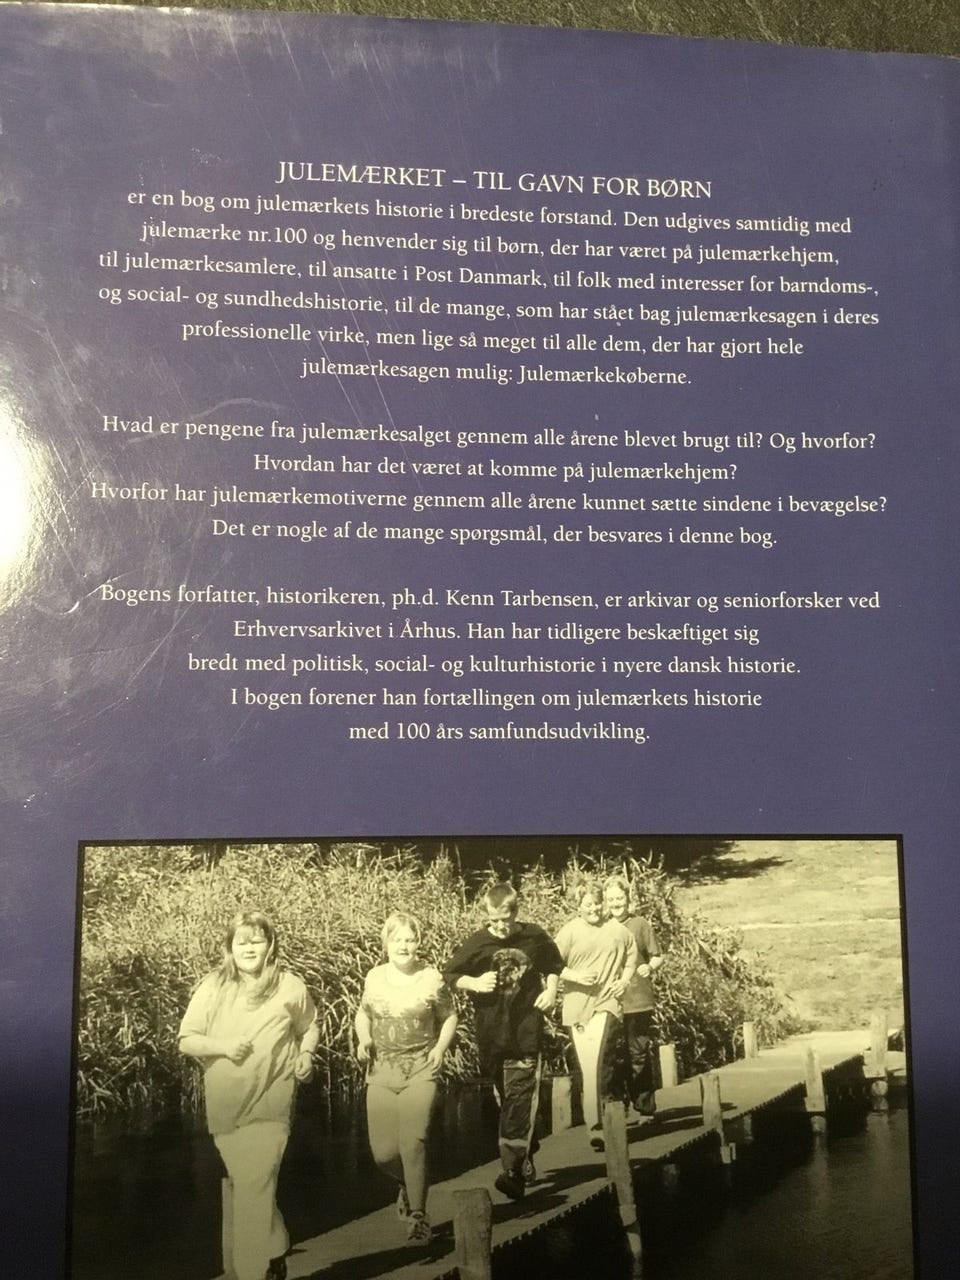 JULEMÆRKET – TIL GAVN FOR BØRN
er en bog om julemærkets historie i bredeste forstand. Den udgives samtidig med
julemærke nr.100 og henvender sig til børn, der har været på julemærkehjem,
til julemærkesamlere, til ansatte i Post Danmark, til folk med interesser for barndoms-,
og social- og sundhedshistorie, til de mange, som har stået bag julemærkesagen i deres
professionelle virke, men lige så meget til alle dem, der har gjort hele
julemærkesagen mulig: Julemærkekøberne.
Hvad er pengene fra julemærkesalget gennem alle årene blevet brugt til? Og hvorfor?
Hvordan har det været at komme på julemærkehjem?
Hvorfor har julemærkemotiverne gennem alle årene kunnet sætte sindene i bevægelse?
Det er nogle af de mange spørgsmål, der besvares i denne bog.
Bogens forfatter, historikeren, ph.d. Kenn Tarbensen, er arkivar og seniorforsker ved
Erhvervsarkivet i Århus. Han har tidligere beskæftiget sig
bredt med politisk, social- og kulturhistorie i nyere dansk historie.
I bogen forener han fortællingen om julemærkets historie
med 100 års samfundsudvikling.